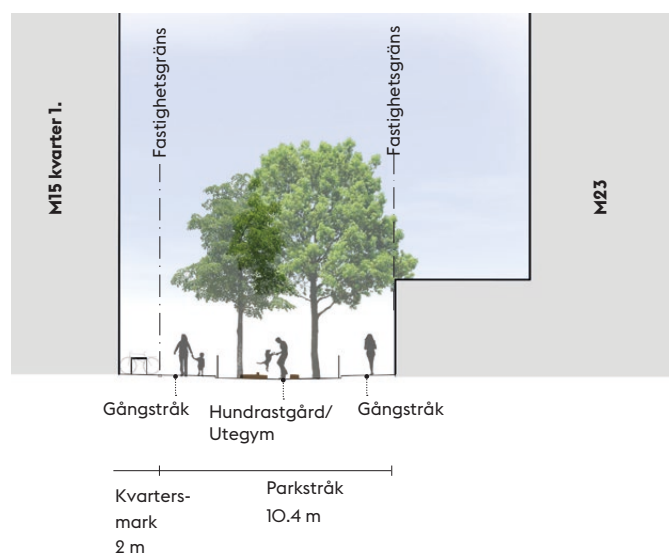 Fastighetsgräns
Fastighetsgräns
M15 kvarter 1.
M23
Gångstråk
Hundrastgård/
Utegym
Gångstråk
Kvarters-
mark
2 m
Parkstråk
10.4 m